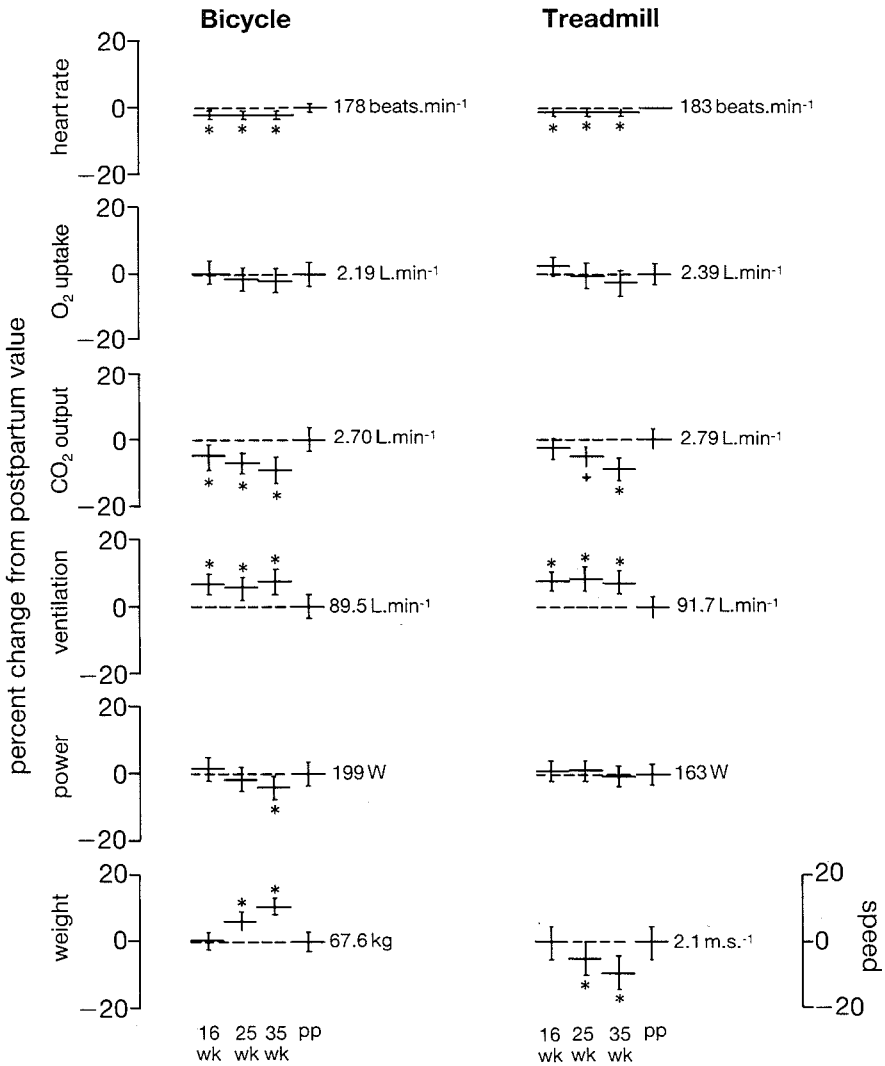 Bicycle
Treadmill
percent change from postpartum value
heart rate
20
0
−20
178 beats.min⁻¹
* * *
183 beats.min⁻¹
* * *
O₂ uptake
20
0
−20
2.19 L.min⁻¹
2.39 L.min⁻¹
CO₂ output
20
0
−20
2.70 L.min⁻¹
* * *
2.79 L.min⁻¹
+ *
ventilation
20
0
−20
* * *
89.5 L.min⁻¹
* * *
91.7 L.min⁻¹
power
20
0
−20
199 W
*
163 W
weight
20
0
−20
* *
67.6 kg
2.1 m.s.⁻¹
* *
20
0
−20
speed
16 wk
25 wk
35 wk
pp
16 wk
25 wk
35 wk
pp